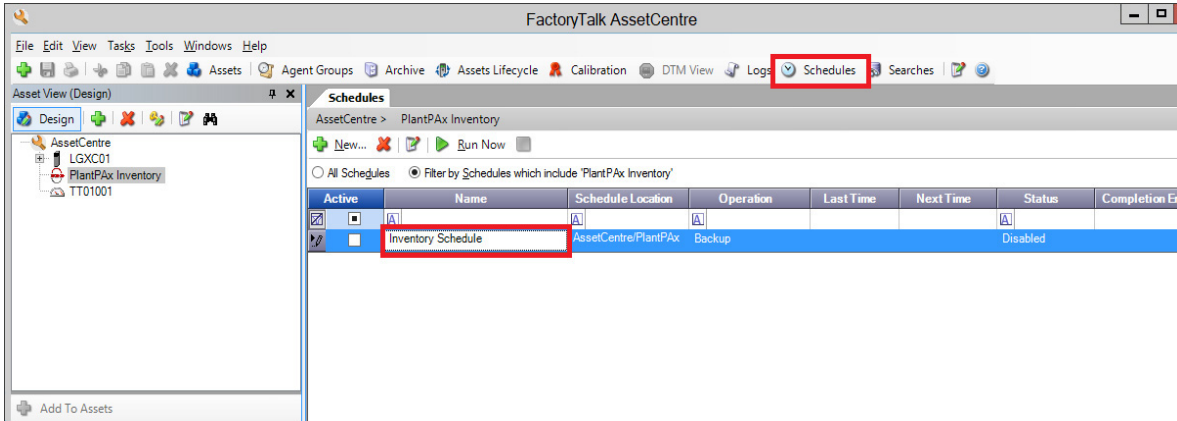 FactoryTalk AssetCentre
File Edit View Tasks Tools Windows Help
Assets Agent Groups Archive Assets Lifecycle Calibration DTM View Logs Schedules Searches
Asset View (Design)
Schedules
Design
AssetCentre > PlantPAx Inventory
AssetCentre
New... Run Now
LGXC01
PlantPAx Inventory
All Schedules Filter by Schedules which include 'PlantPAx Inventory'
TT01001
Active Name Schedule Location Operation Last Time Next Time Status Completion
A A A A
Inventory Schedule AssetCentre/PlantPAx Backup Disabled
Add To Assets